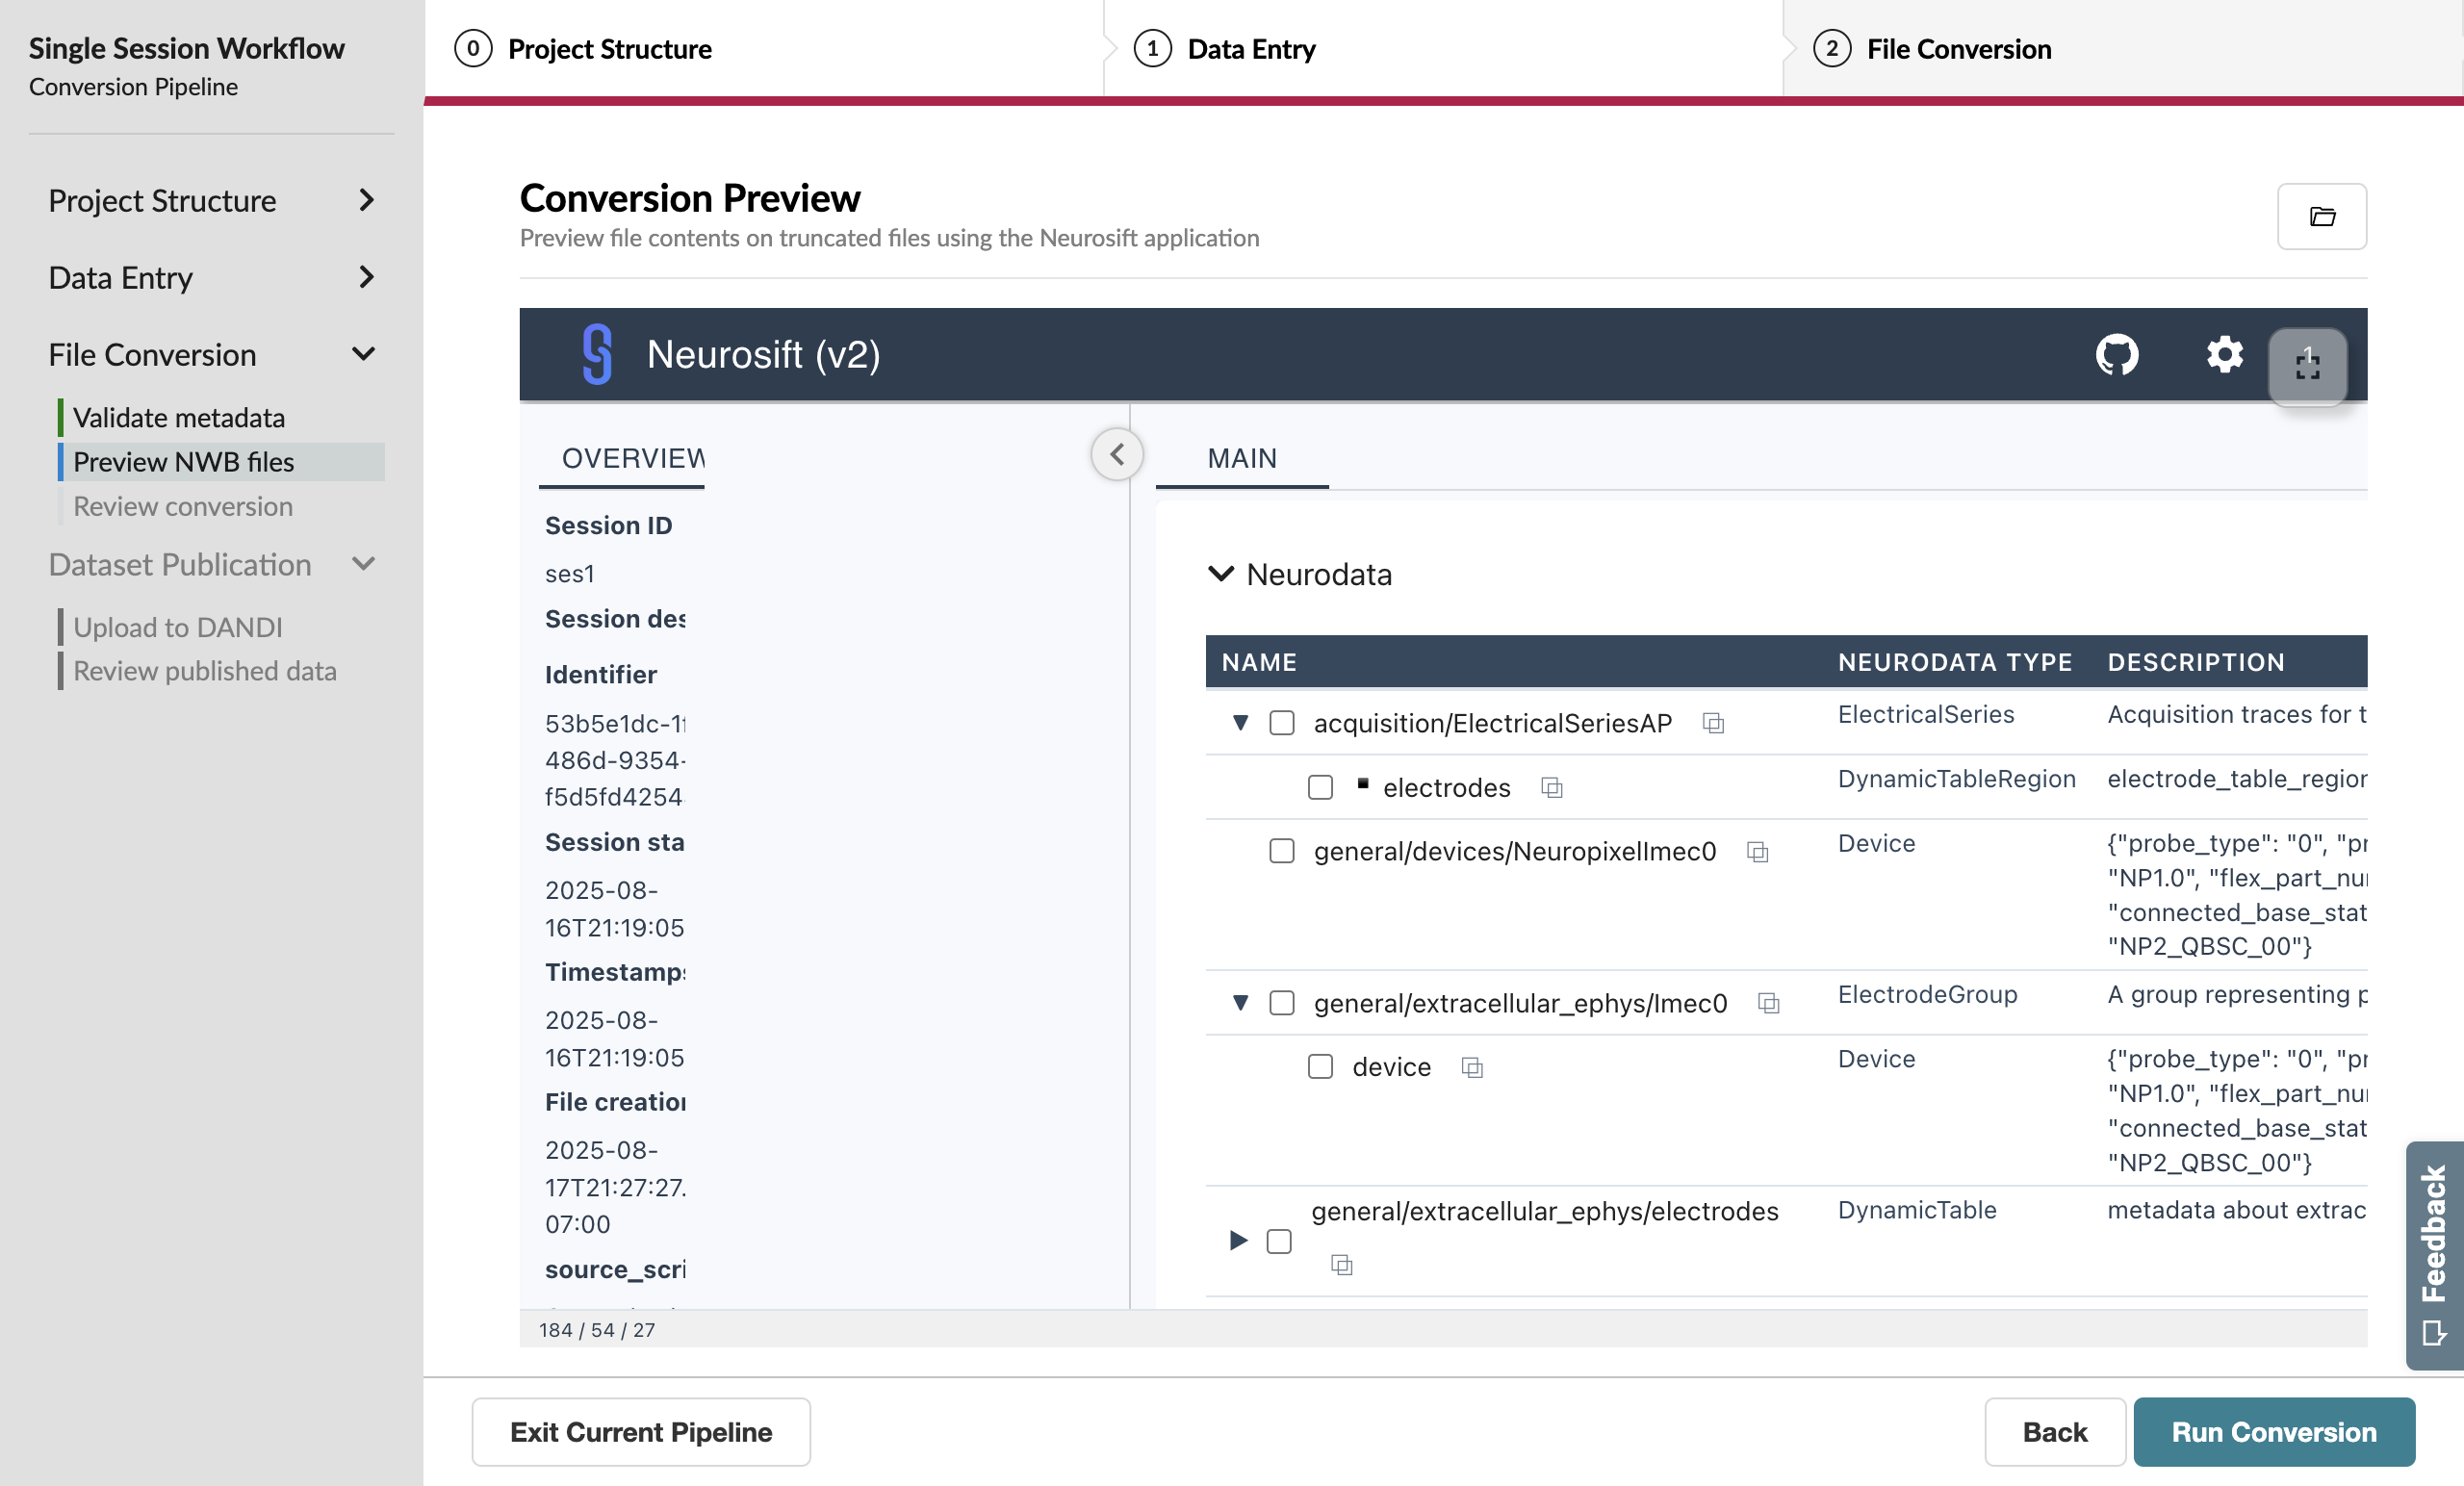 Single Session Workflow
Conversion Pipeline
Project Structure
Data Entry
File Conversion
Validate metadata
Preview NWB files
Review conversion
Dataset Publication
Upload to DANDI
Review published data
0 Project Structure
1 Data Entry
2 File Conversion
Conversion Preview
Preview file contents on truncated files using the Neurosift application
Neurosift (v2)
1
OVERVIEW
Session ID
ses1
Session des
Identifier
53b5e1dc-1
486d-9354-
f5d5fd4254
Session sta
2025-08-
16T21:19:05
Timestamps
2025-08-
16T21:19:05
File creation
2025-08-
17T21:27:27.
07:00
source_scri
MAIN
Neurodata
NAME NEURODATA TYPE DESCRIPTION
acquisition/ElectricalSeriesAP ElectricalSeries Acquisition traces for t
electrodes DynamicTableRegion electrode_table_region
general/devices/NeuropixelImec0 Device {"probe_type": "0", "pr
"NP1.0", "flex_part_nu
"connected_base_stat
"NP2_QBSC_00"}
general/extracellular_ephys/Imec0 ElectrodeGroup A group representing p
device Device {"probe_type": "0", "pr
"NP1.0", "flex_part_nu
"connected_base_stat
"NP2_QBSC_00"}
general/extracellular_ephys/electrodes DynamicTable metadata about extrac
184 / 54 / 27
Feedback
Exit Current Pipeline
Back
Run Conversion